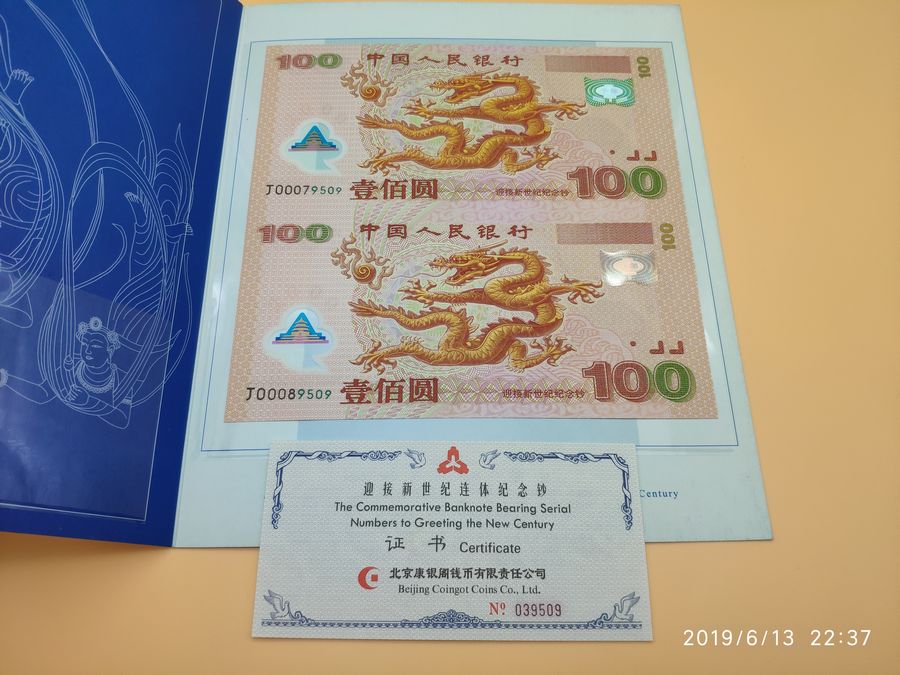 100 中国人民银行 100
J00079509 壹佰圆 迎接新世纪纪念钞 100
100 中国人民银行 100
J00089509 壹佰圆 迎接新世纪纪念钞 100
Century
迎接新世纪连体纪念钞
The Commemorative Banknote Bearing Serial
Numbers to Greeting the New Century
证书 Certificate
北京康银阁钱币有限责任公司
Beijing Coingot Coins Co., Ltd.
Nº 039509
2019/6/13 22:37